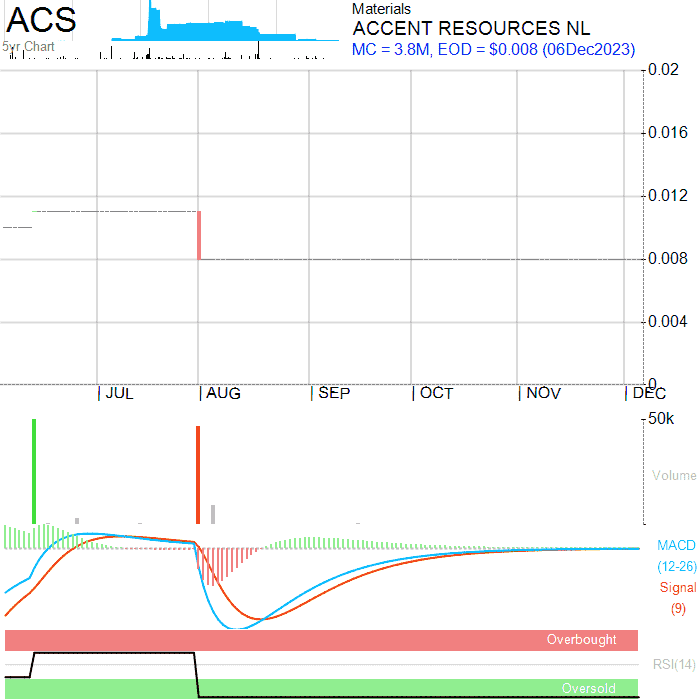 ACS
5yr Chart
Materials
ACCENT RESOURCES NL
MC = 3.8M, EOD = $0.008 (06Dec2023)
0.02
0.016
0.012
0.008
0.004
0
JUL
AUG
SEP
OCT
NOV
DEC
50k
Volume
MACD
(12-26)
Signal
(9)
Overbought
RSI(14)
Oversold